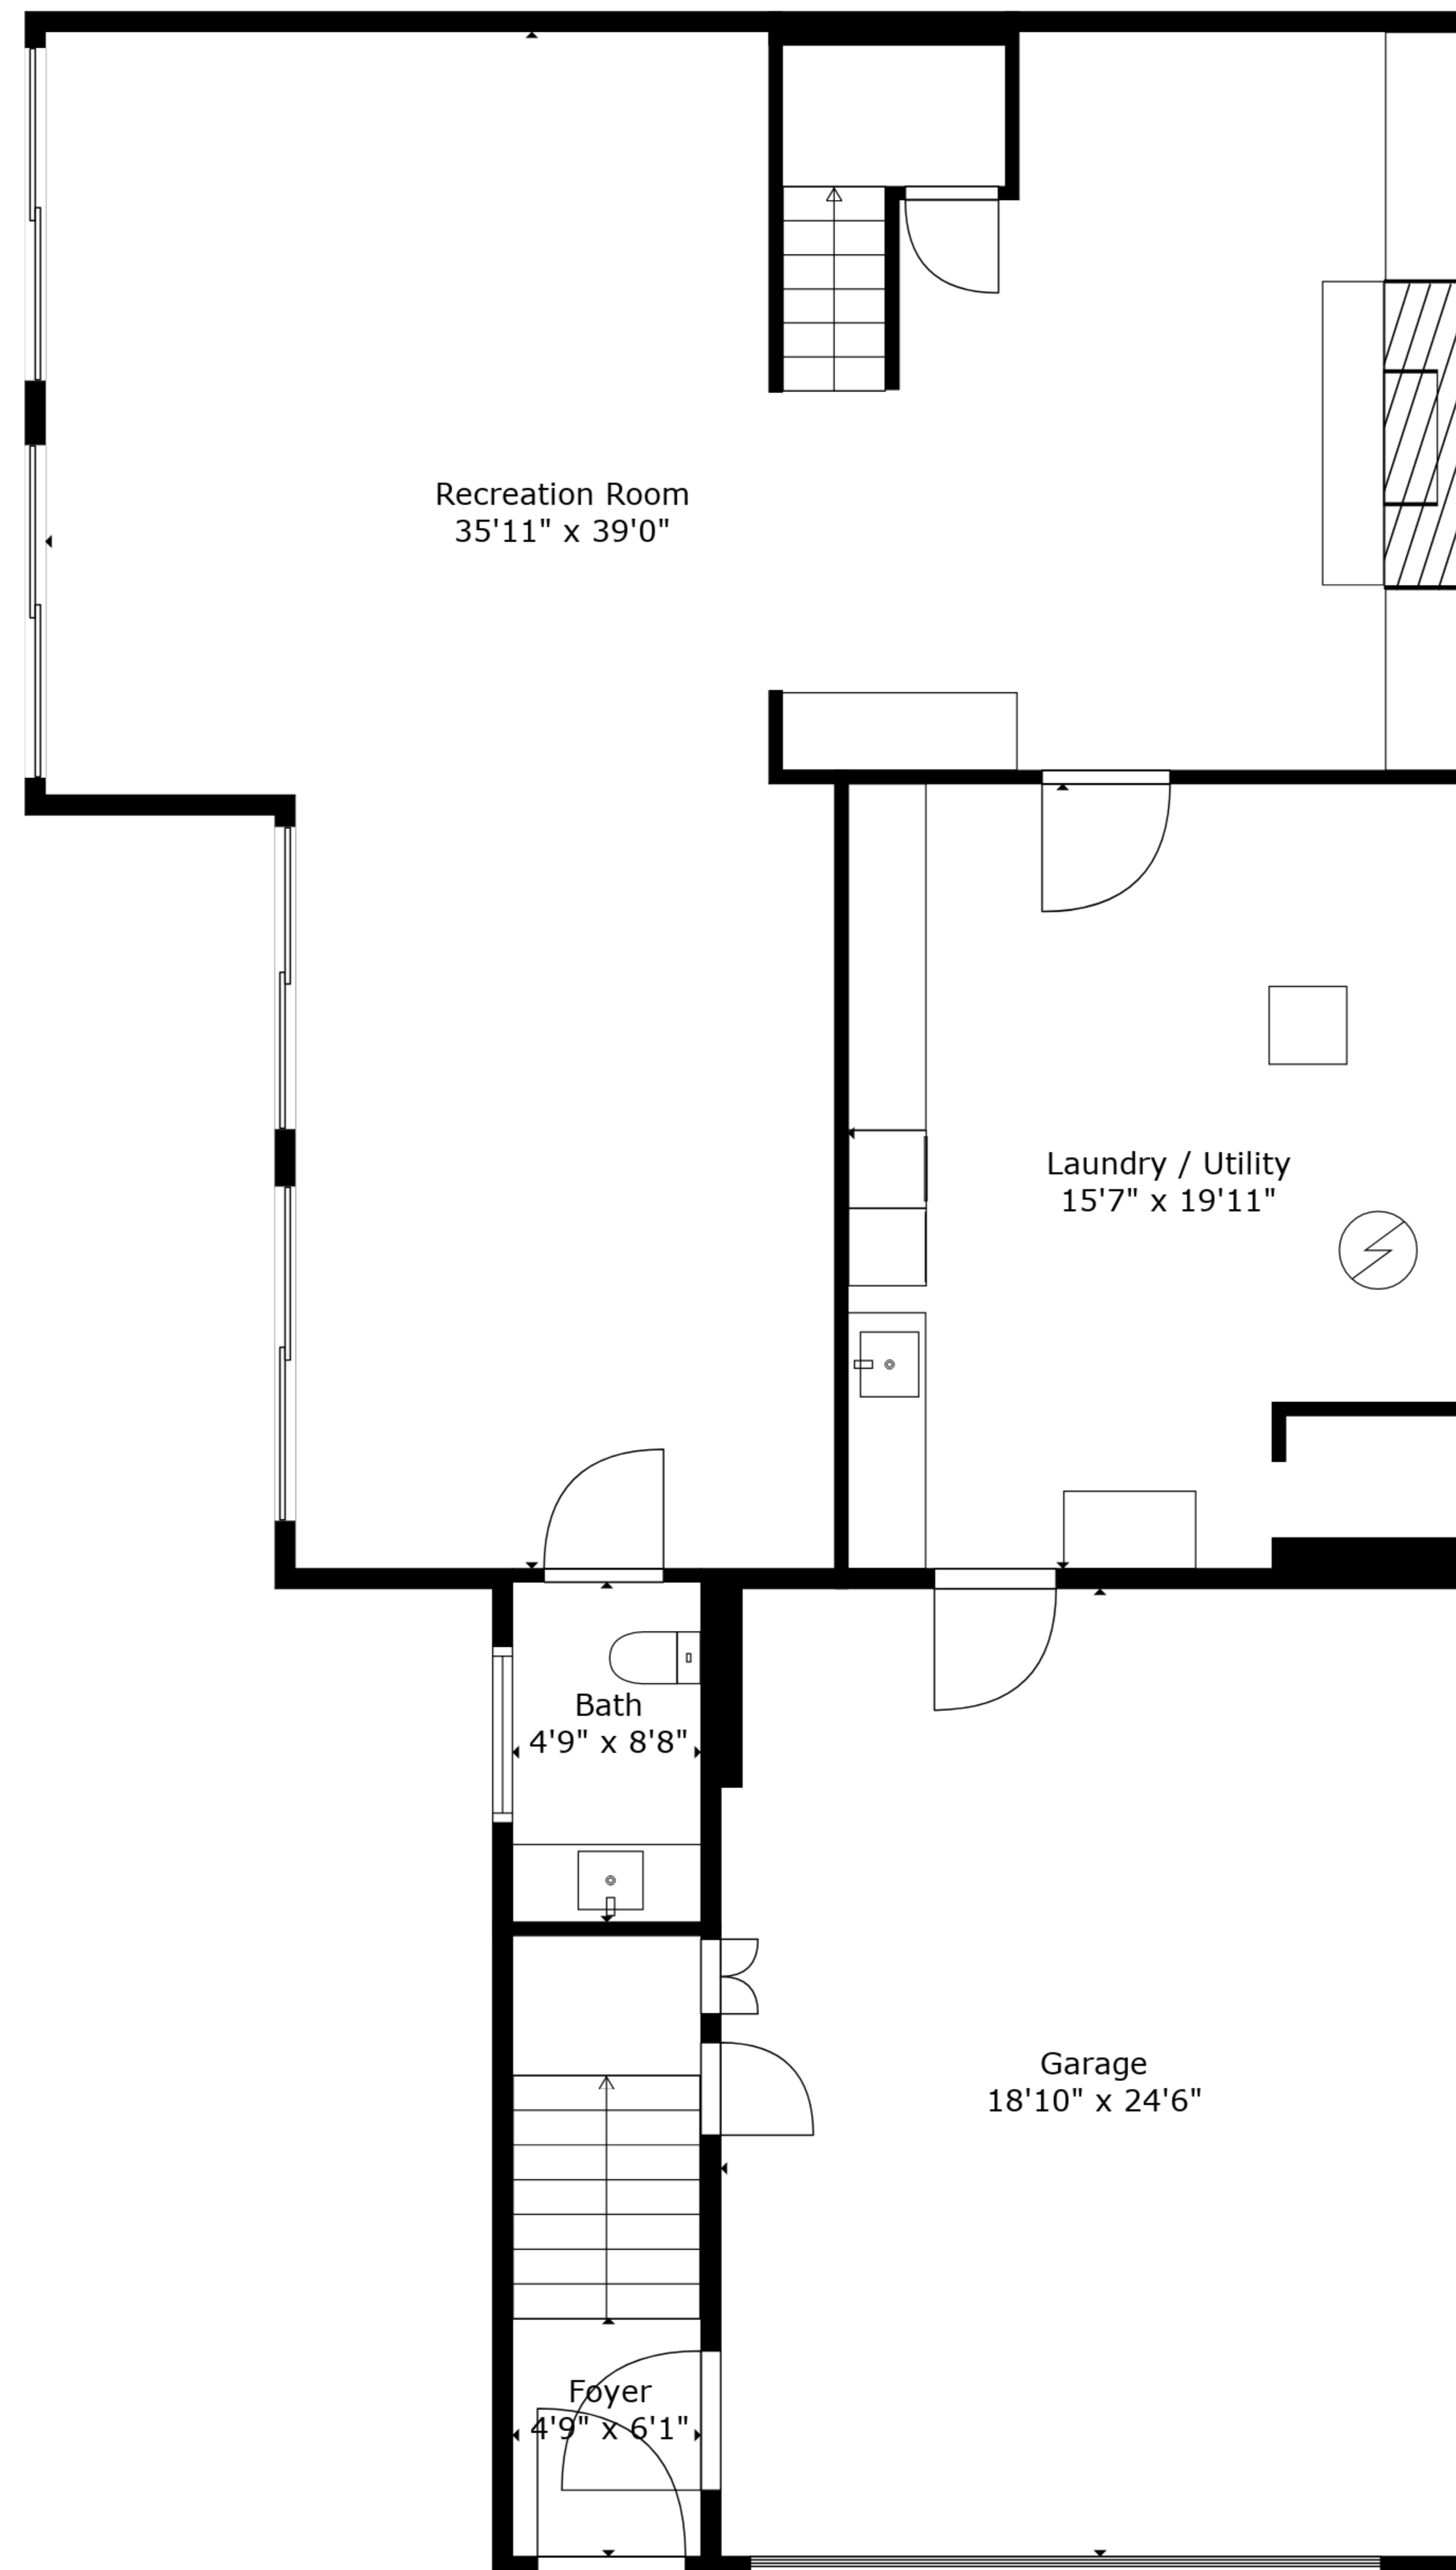 Recreation Room
35'11" x 39'0"
Laundry / Utility
15'7" x 19'11"
Bath
4'9" x 8'8"
Garage
18'10" x 24'6"
Foyer
4'9" x 6'1"